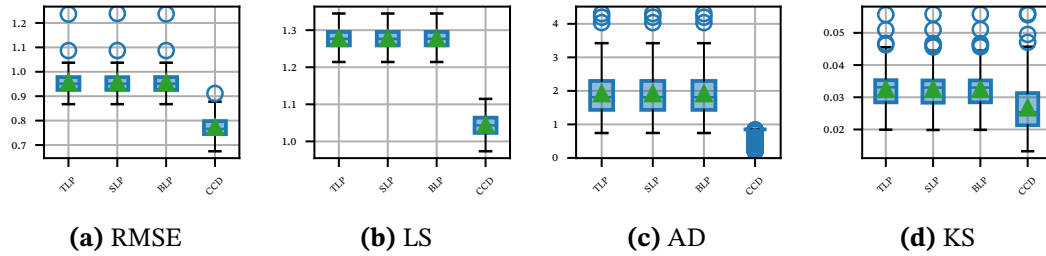 1.2
1.1
1.0
0.9
0.8
0.7
TLP
SLP
BLP
CCD
(a) RMSE
1.3
1.2
1.1
1.0
TLP
SLP
BLP
CCD
(b) LS
4
3
2
1
0
TLP
SLP
BLP
CCD
(c) AD
0.05
0.04
0.03
0.02
TLP
SLP
BLP
CCD
(d) KS